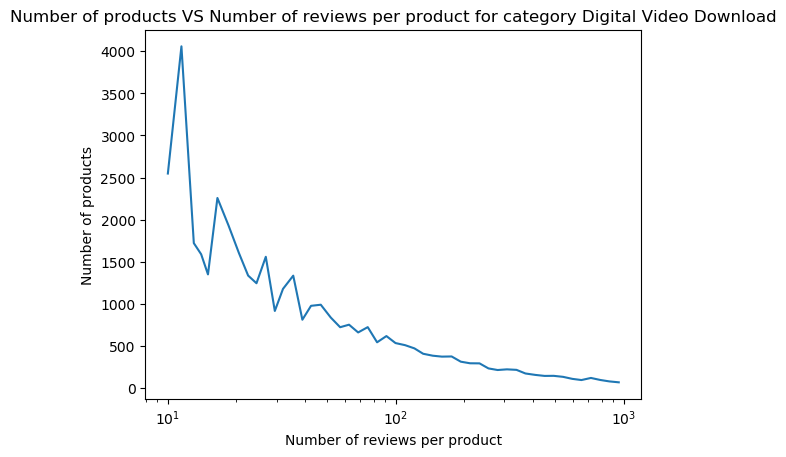 Number of products VS Number of reviews per product for category Digital Video Download
4000
3500
3000
2500
2000
1500
1000
500
0
Number of products
10¹ 10² 10³
Number of reviews per product